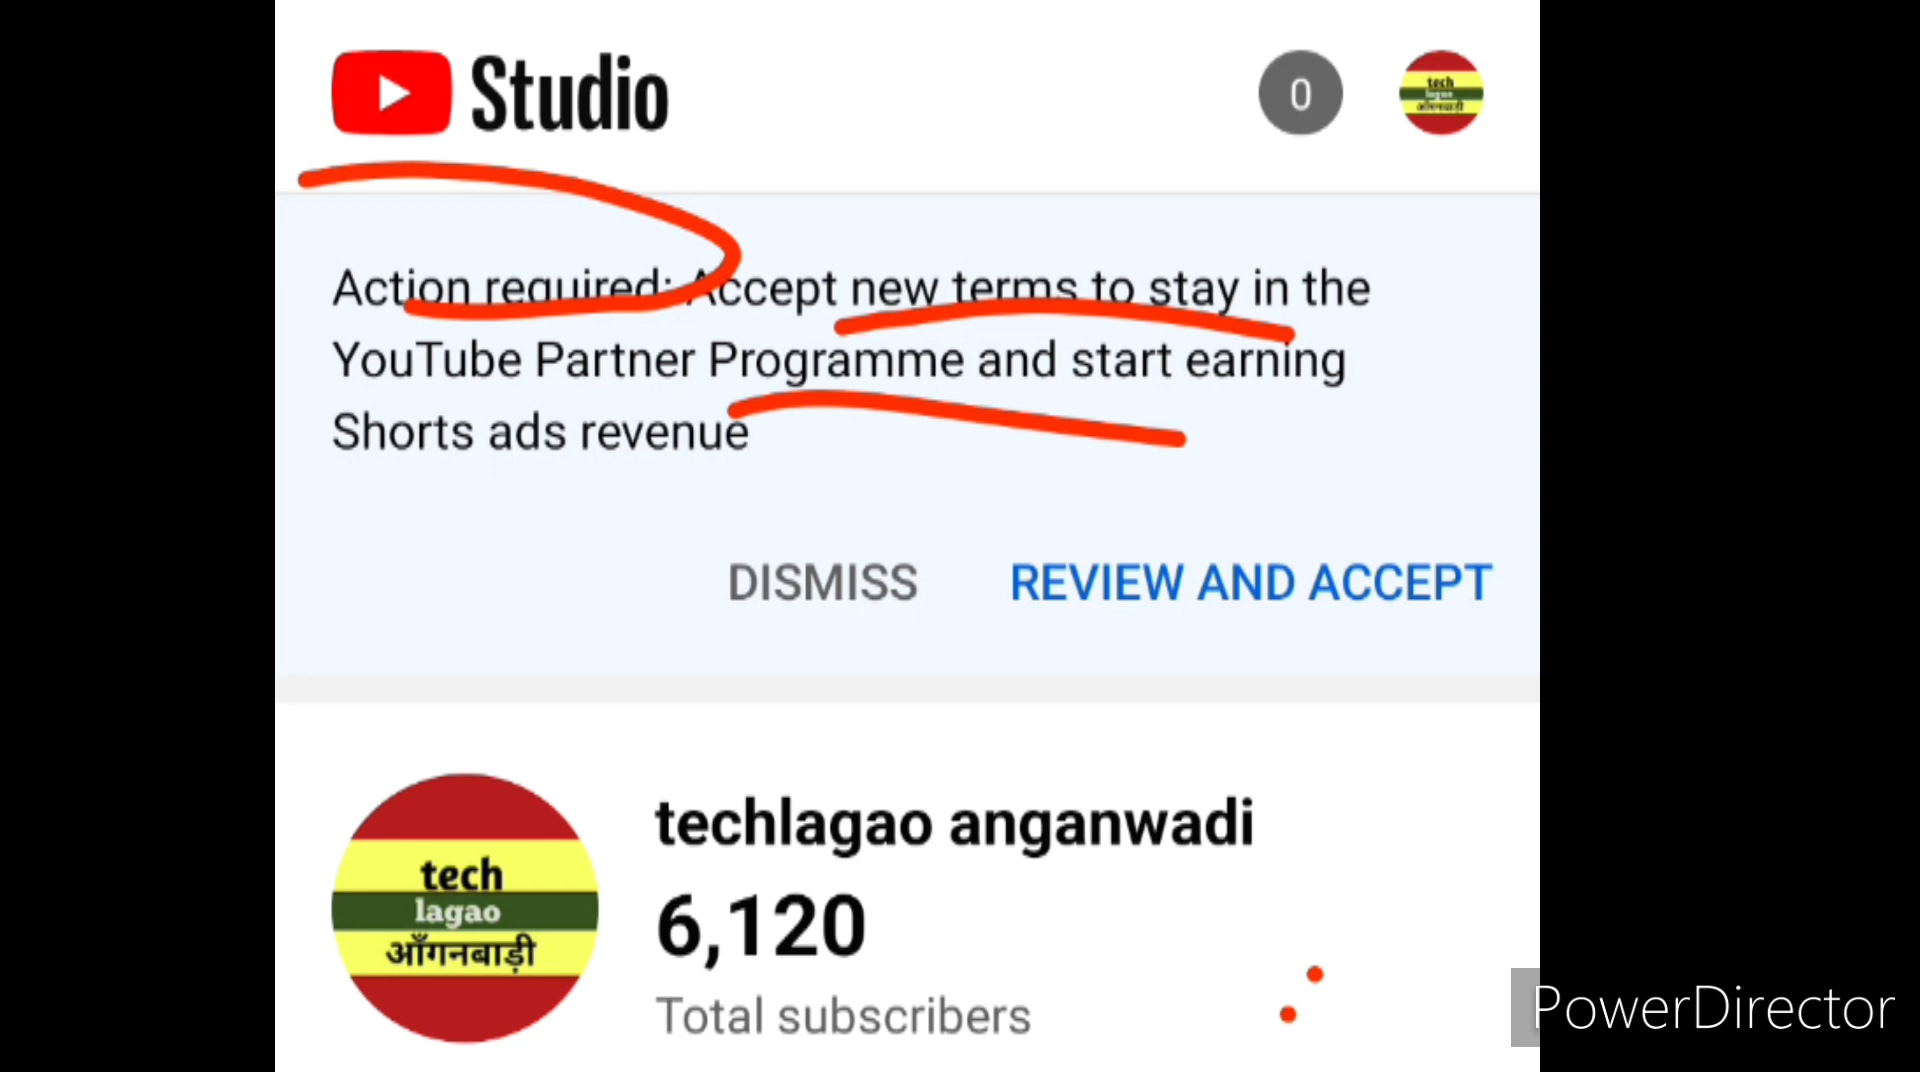 Studio
0
tech
lagao
आँगनबाड़ी
Action required: Accept new terms to stay in the
YouTube Partner Programme and start earning
Shorts ads revenue
DISMISS
REVIEW AND ACCEPT
tech
lagao
आँगनबाड़ी
techlagao anganwadi
6,120
Total subscribers
PowerDirector